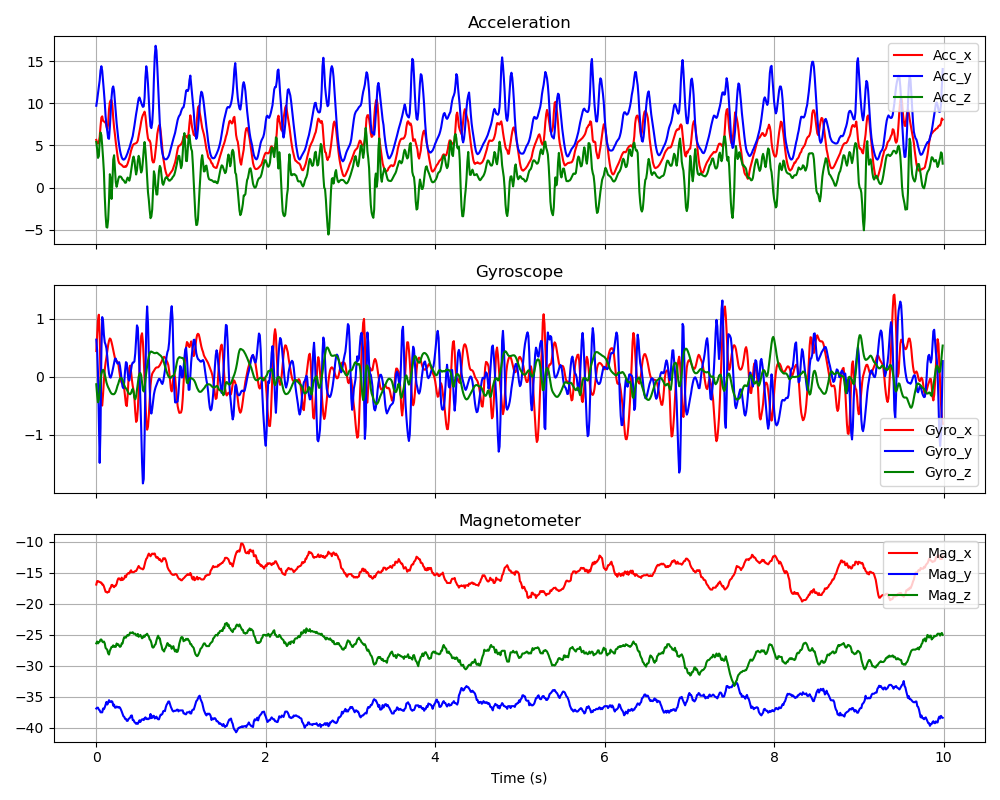 Acceleration
15
10
5
0
−5
Acc_x
Acc_y
Acc_z
Gyroscope
1
0
−1
Gyro_x
Gyro_y
Gyro_z
Magnetometer
−10
−15
−20
−25
−30
−35
−40
Mag_x
Mag_y
Mag_z
0 2 4 6 8 10
Time (s)